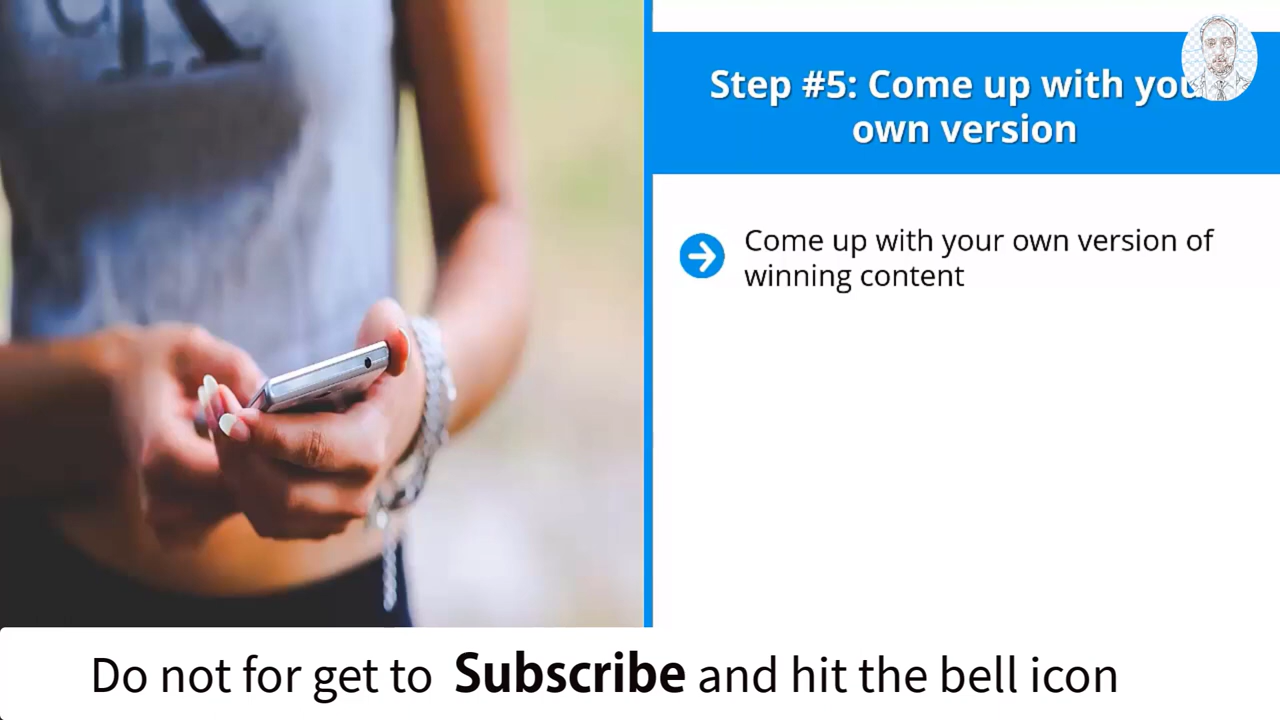 Step #5: Come up with your
own version
Come up with your own version of
winning content
Do not for get to Subscribe and hit the bell icon